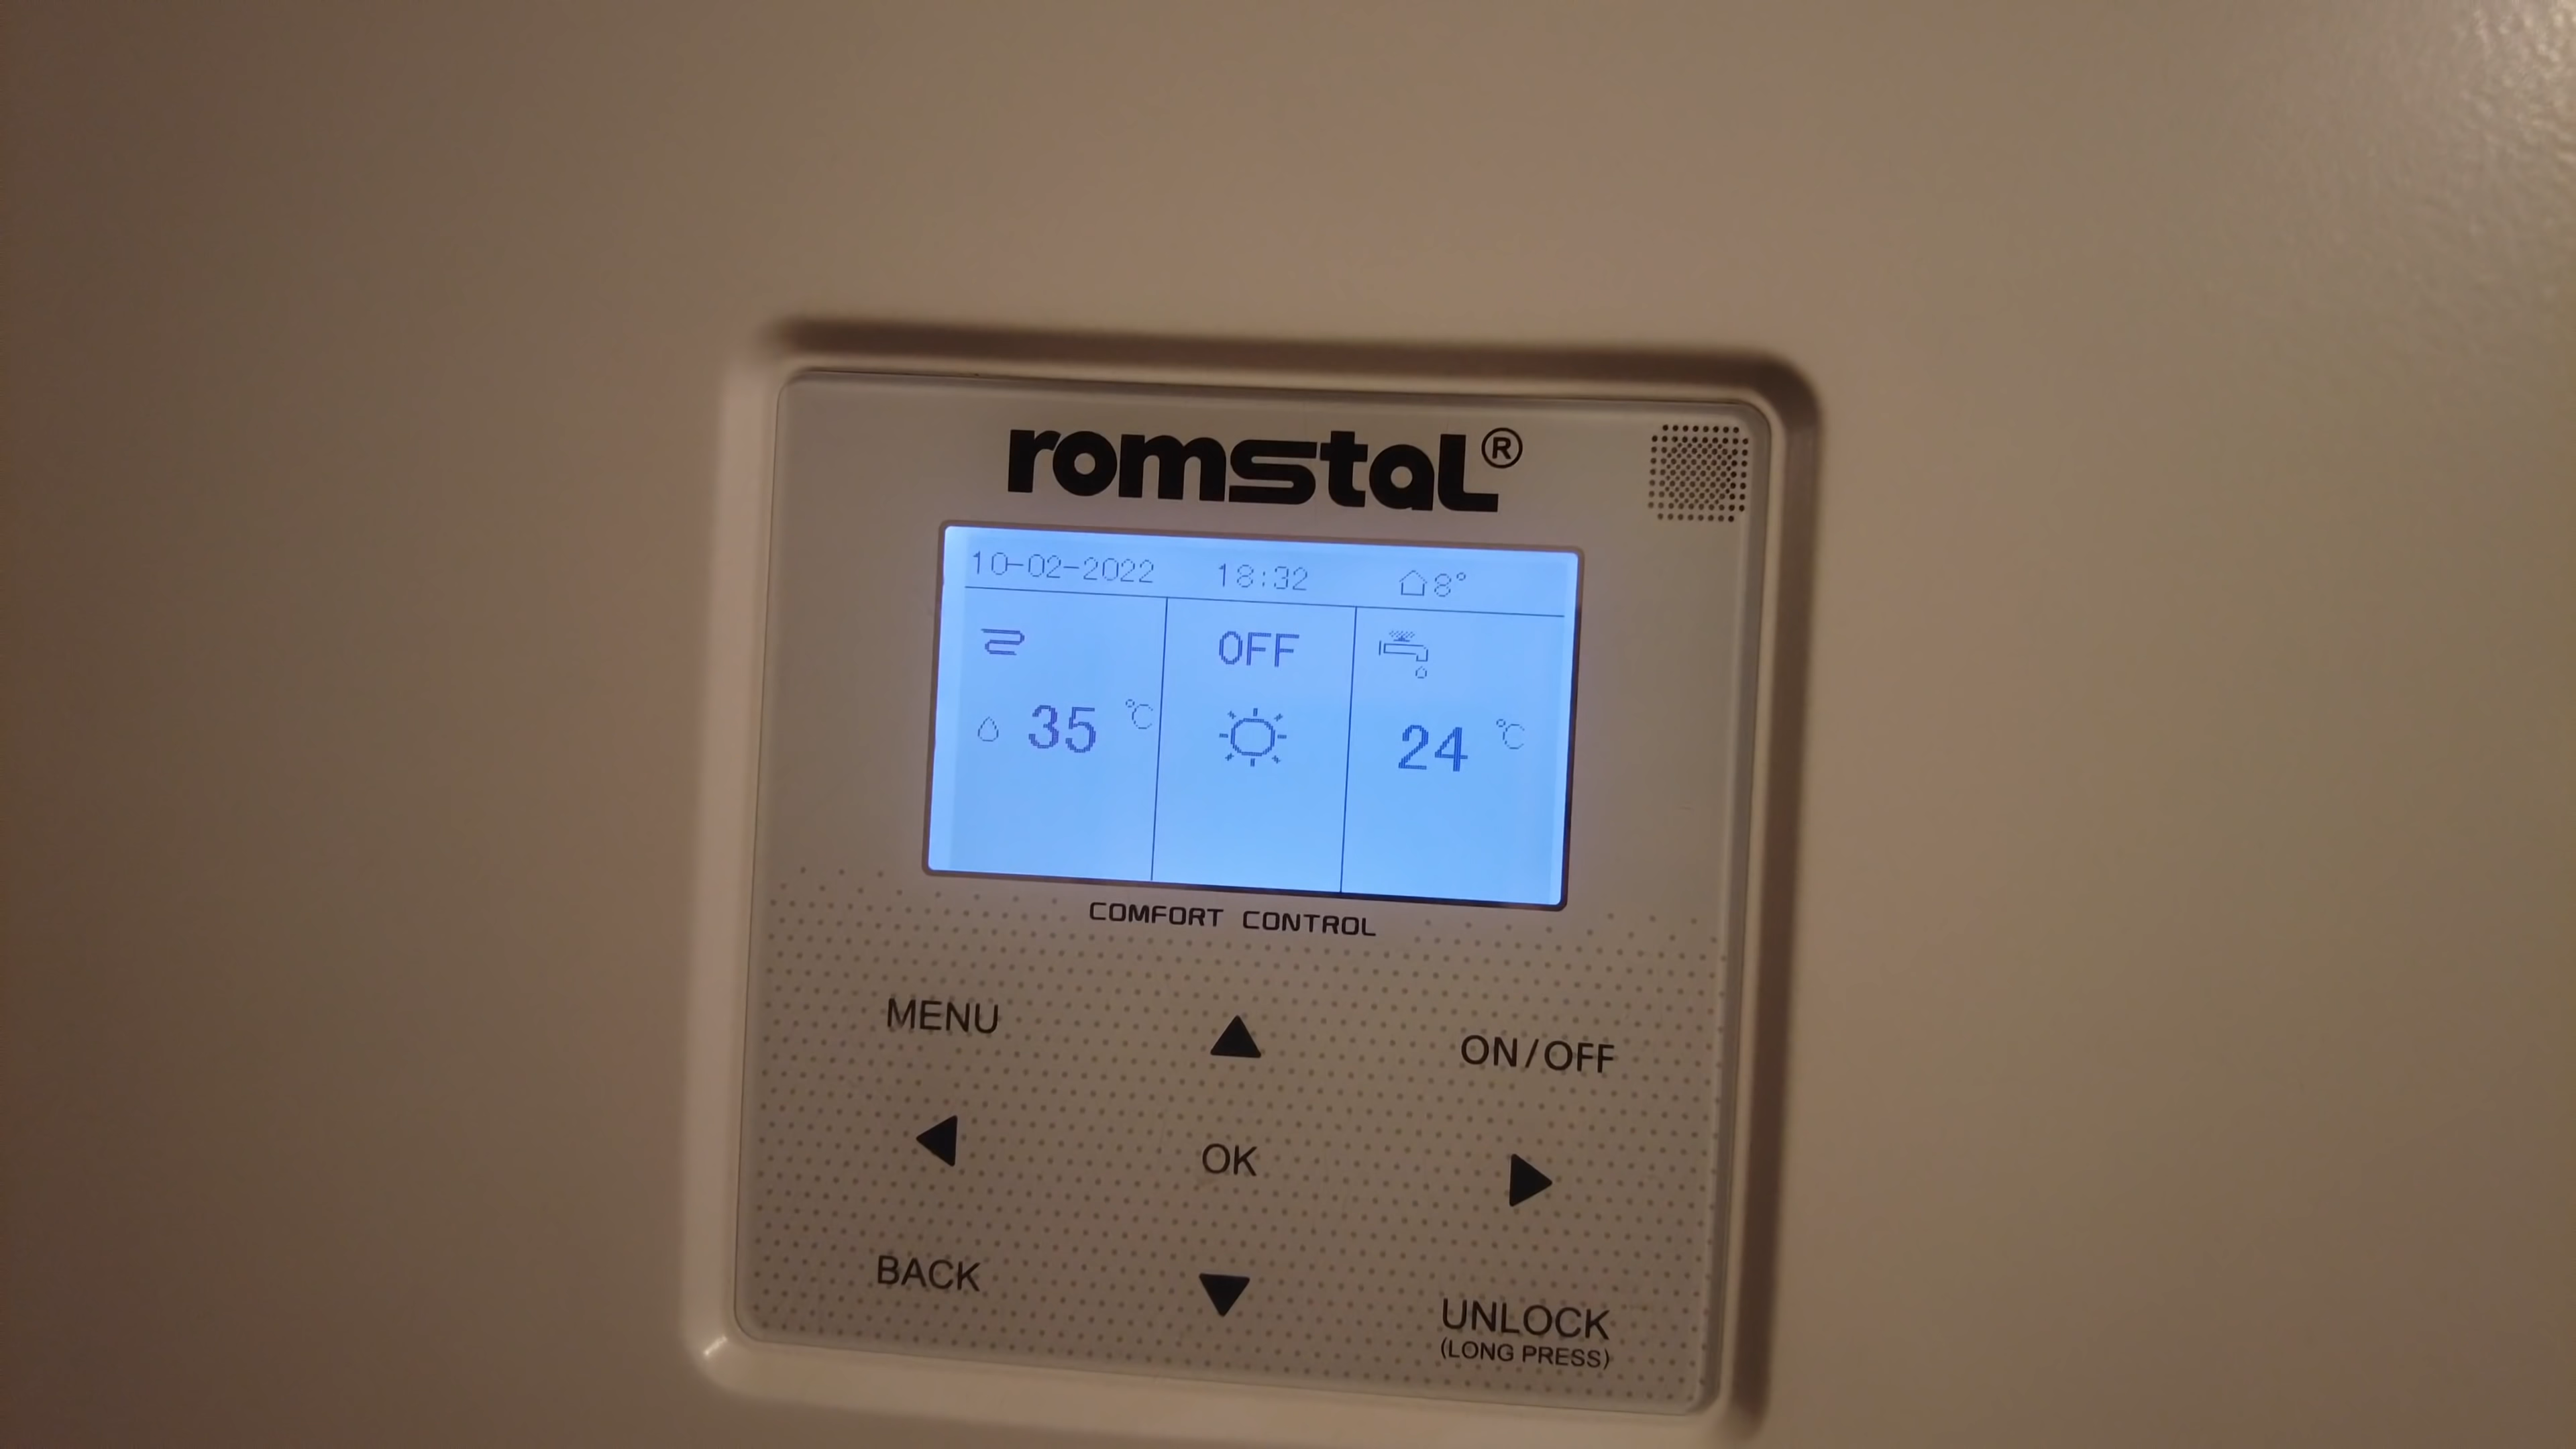 romstal®
10-02-2022 18:32 8°
OFF
35 °C 24 °C
COMFORT CONTROL
MENU ON/OFF
OK
BACK UNLOCK
(LONG PRESS)